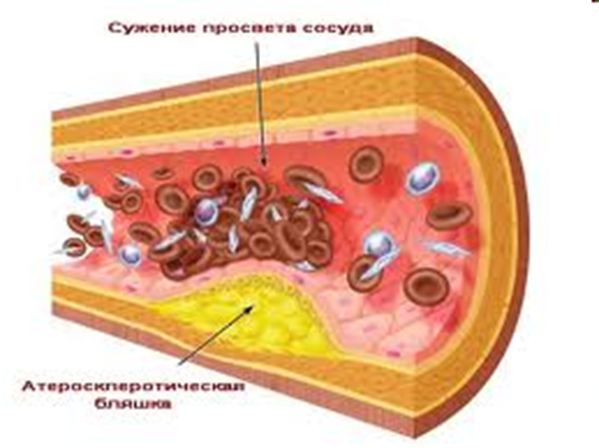 Сужение просвета сосуда
Атеросклеротическая
бляшка